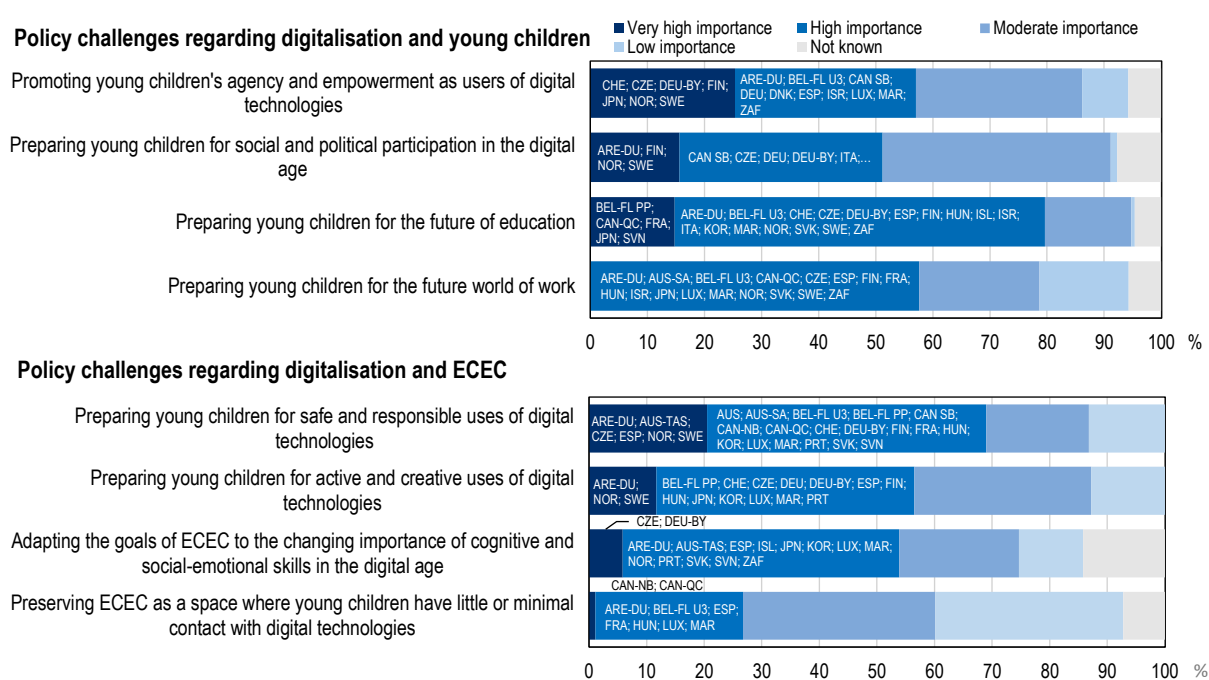 Policy challenges regarding digitalisation and young children
Very high importance
High importance
Moderate importance
Low importance
Not known
Promoting young children's agency and empowerment as users of digital
technologies
CHE; CZE; DEU-BY; FIN;
JPN; NOR; SWE
ARE-DU; BEL-FL U3; CAN SB;
DEU; DNK; ESP; ISR; LUX; MAR;
ZAF
Preparing young children for social and political participation in the digital
age
ARE-DU; FIN;
NOR; SWE
CAN SB; CZE; DEU; DEU-BY; ITA;...
Preparing young children for the future of education
BEL-FL PP;
CAN-QC; FRA;
JPN; SVN
ARE-DU; BEL-FL U3; CHE; CZE; DEU-BY; ESP; FIN; HUN; ISL; ISR;
ITA; KOR; MAR; NOR; SVK; SWE; ZAF
Preparing young children for the future world of work
ARE-DU; AUS-SA; BEL-FL U3; CAN-QC; CZE; ESP; FIN; FRA;
HUN; ISR; JPN; LUX; MAR; NOR; SVK; SWE; ZAF
0 10 20 30 40 50 60 70 80 90 100 %
Policy challenges regarding digitalisation and ECEC
Preparing young children for safe and responsible uses of digital
technologies
ARE-DU; AUS-TAS;
CZE; ESP; NOR; SWE
AUS; AUS-SA; BEL-FL U3; BEL-FL PP; CAN SB;
CAN-NB; CAN-QC; CHE; DEU-BY; FIN; FRA; HUN;
KOR; LUX; MAR; PRT; SVK; SVN
Preparing young children for active and creative uses of digital
technologies
ARE-DU;
NOR; SWE
BEL-FL PP; CHE; CZE; DEU; DEU-BY; ESP; FIN;
HUN; JPN; KOR; LUX; MAR; PRT
CZE; DEU-BY
Adapting the goals of ECEC to the changing importance of cognitive and
social-emotional skills in the digital age
ARE-DU; AUS-TAS; ESP; ISL; JPN; KOR; LUX; MAR;
NOR; PRT; SVK; SVN; ZAF
CAN-NB; CAN-QC
Preserving ECEC as a space where young children have little or minimal
contact with digital technologies
ARE-DU; BEL-FL U3; ESP;
FRA; HUN; LUX; MAR
0 10 20 30 40 50 60 70 80 90 100 %